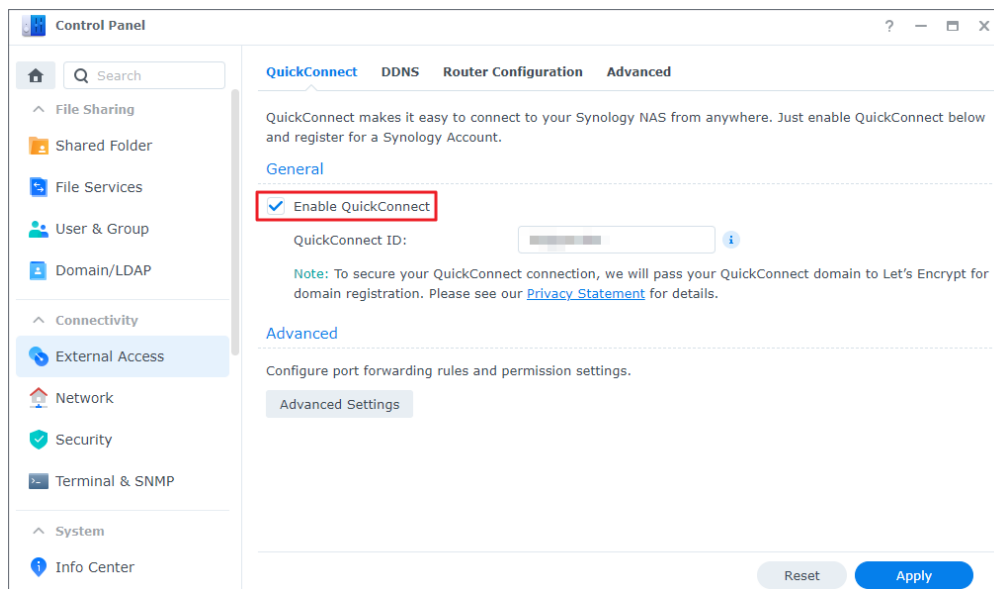 Control Panel
Search
File Sharing
Shared Folder
File Services
User & Group
Domain/LDAP
Connectivity
External Access
Network
Security
Terminal & SNMP
System
Info Center
QuickConnect DDNS Router Configuration Advanced
QuickConnect makes it easy to connect to your Synology NAS from anywhere. Just enable QuickConnect below
and register for a Synology Account.
General
Enable QuickConnect
QuickConnect ID:
Note: To secure your QuickConnect connection, we will pass your QuickConnect domain to Let's Encrypt for
domain registration. Please see our Privacy Statement for details.
Advanced
Configure port forwarding rules and permission settings.
Advanced Settings
Reset Apply